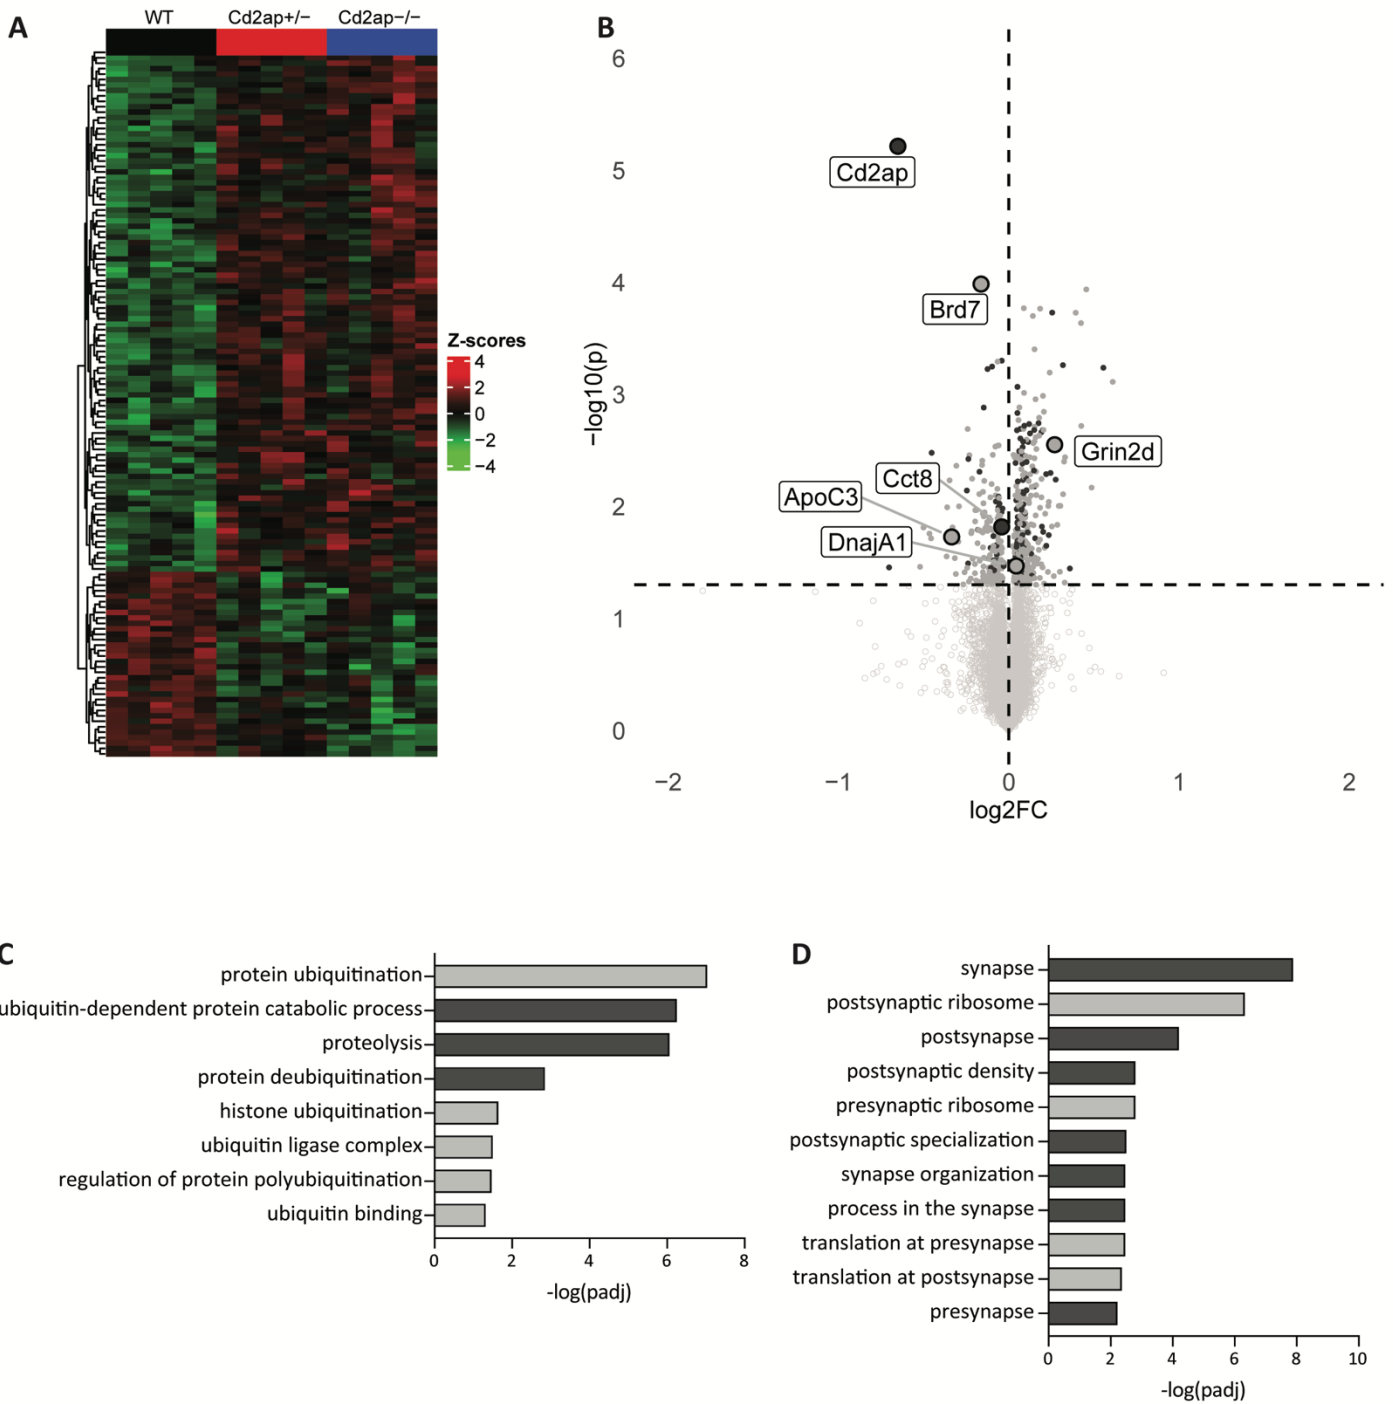 A
WT
Cd2ap+/−
Cd2ap−/−
Z-scores
4
2
0
−2
−4
B
6
5
4
3
2
1
0
−log10(p)
Cd2ap
Brd7
Grin2d
Cct8
ApoC3
DnajA1
−2
−1
0
1
2
log2FC
C
protein ubiquitination
ubiquitin-dependent protein catabolic process
proteolysis
protein deubiquitination
histone ubiquitination
ubiquitin ligase complex
regulation of protein polyubiquitination
ubiquitin binding
0
2
4
6
8
-log(padj)
D
synapse
postsynaptic ribosome
postsynapse
postsynaptic density
presynaptic ribosome
postsynaptic specialization
synapse organization
process in the synapse
translation at presynapse
translation at postsynapse
presynapse
0
2
4
6
8
10
-log(padj)